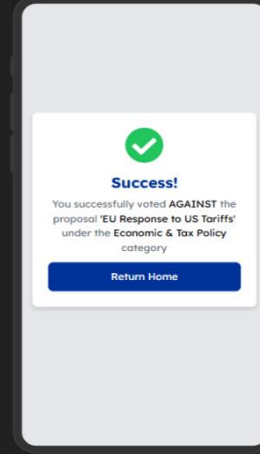 Success!
You successfully voted AGAINST the
proposal 'EU Response to US Tariffs'
under the Economic & Tax Policy
category
Return Home